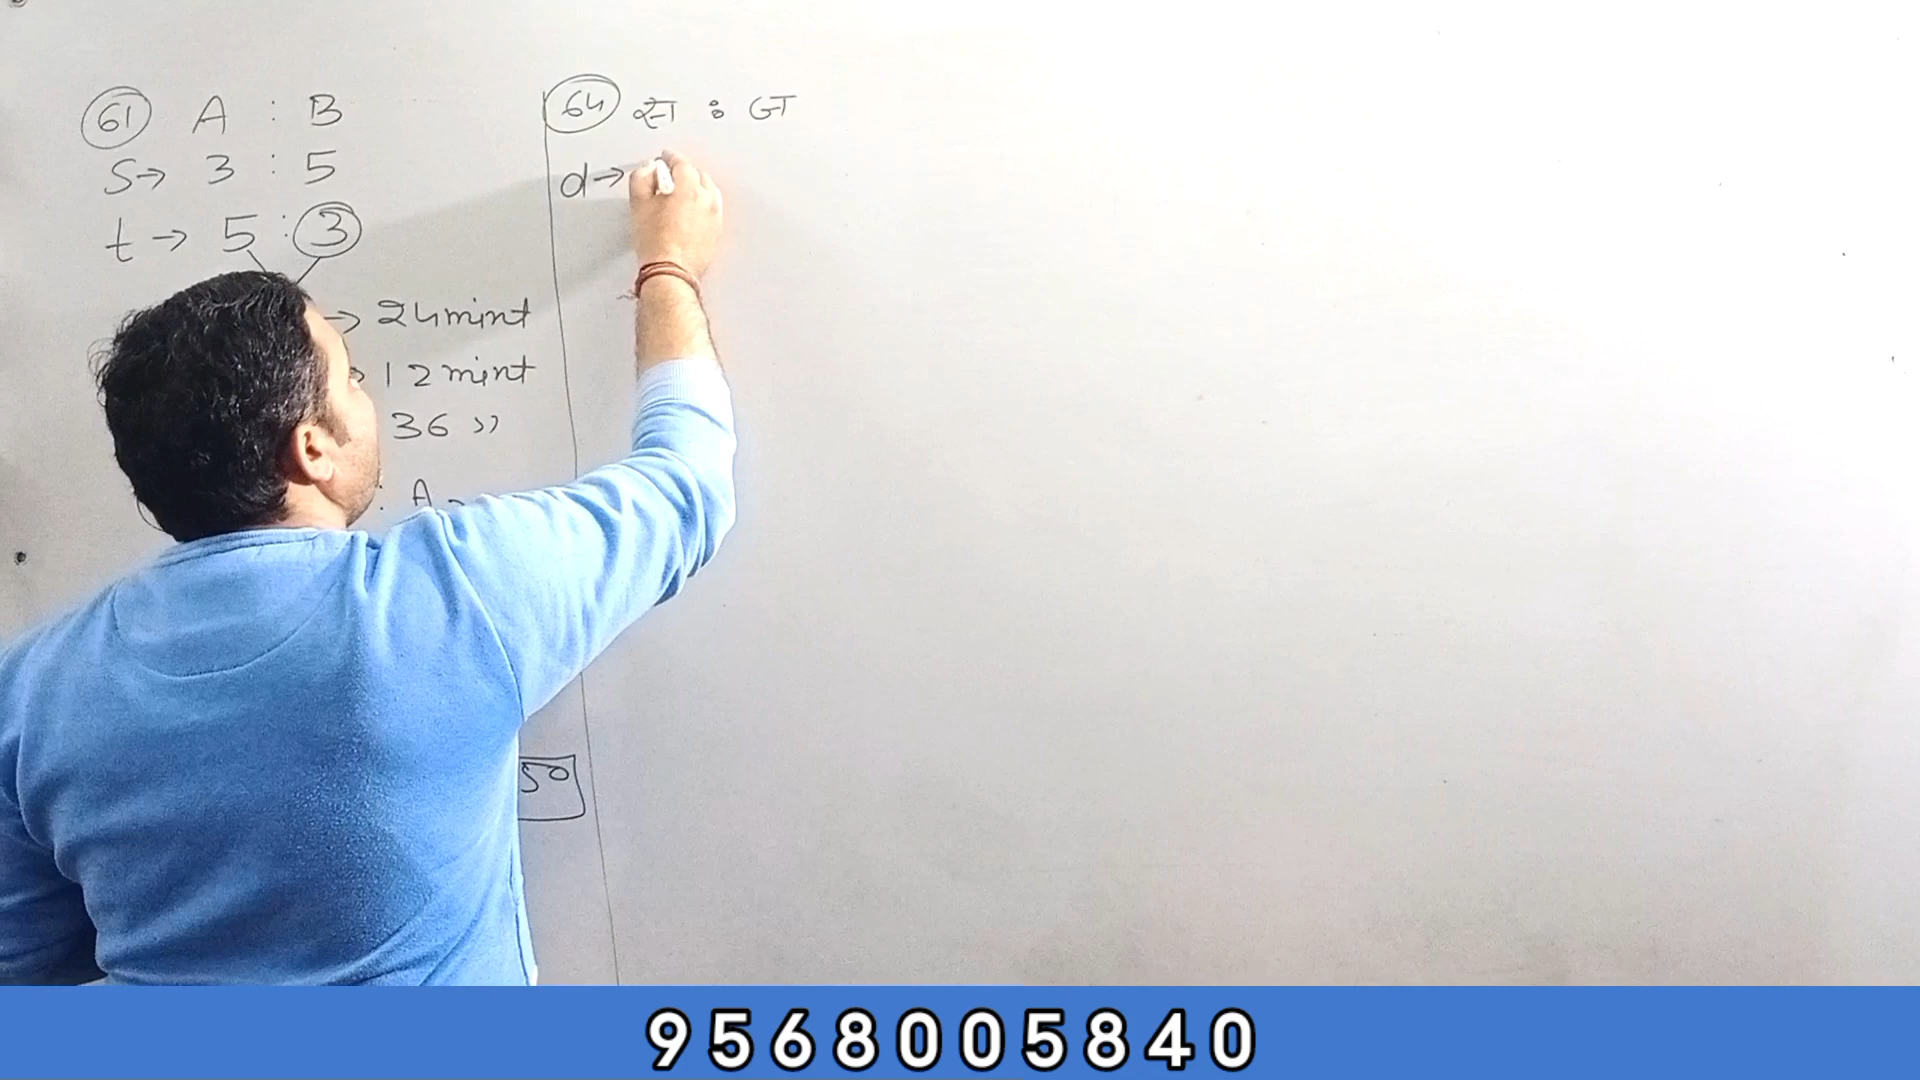 61 A : B
S→ 3 : 5
t → 5 : 3
→ 24 mint
→ 12 mint
36 ,,
: A
50
64 सा : जा
d→
9568005840